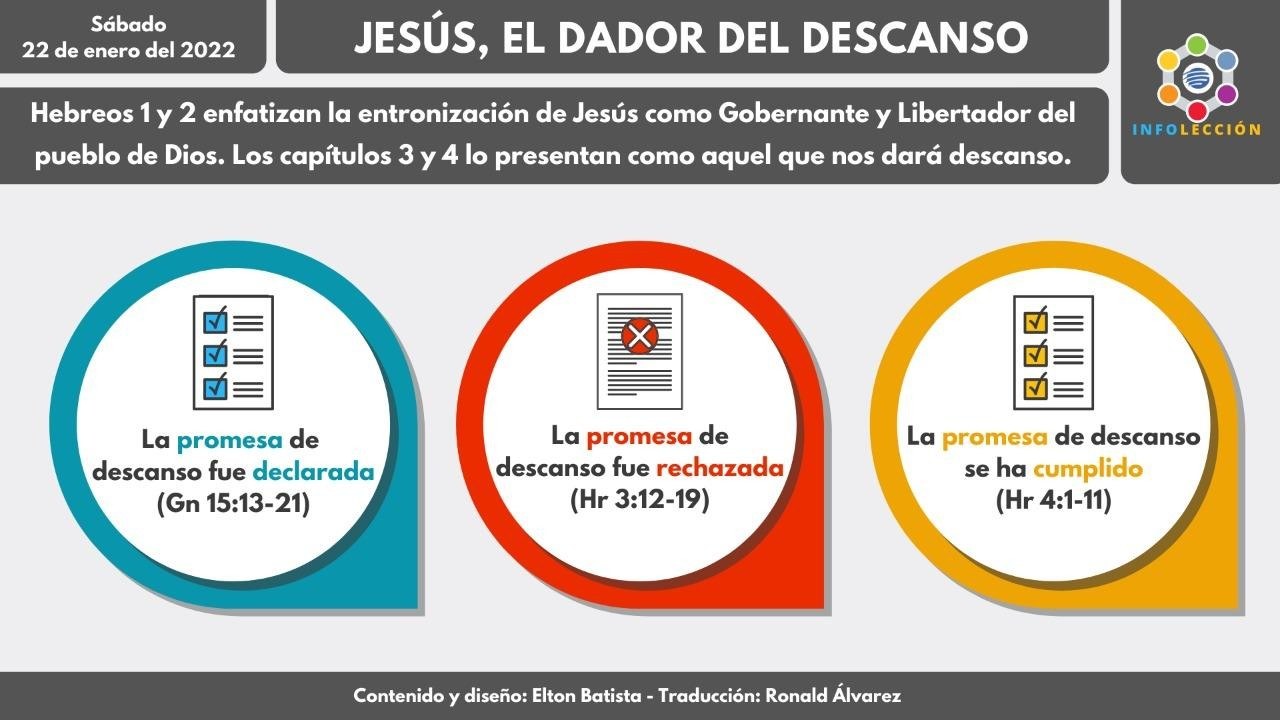 Sábado
22 de enero del 2022
JESÚS, EL DADOR DEL DESCANSO
Hebreos 1 y 2 enfatizan la entronización de Jesús como Gobernante y Libertador del
pueblo de Dios. Los capítulos 3 y 4 lo presentan como aquel que nos dará descanso.
INFOLECCIÓN
La promesa de
descanso fue declarada
(Gn 15:13-21)
La promesa de
descanso fue rechazada
(Hr 3:12-19)
La promesa de descanso
se ha cumplido
(Hr 4:1-11)
Contenido y diseño: Elton Batista - Traducción: Ronald Álvarez